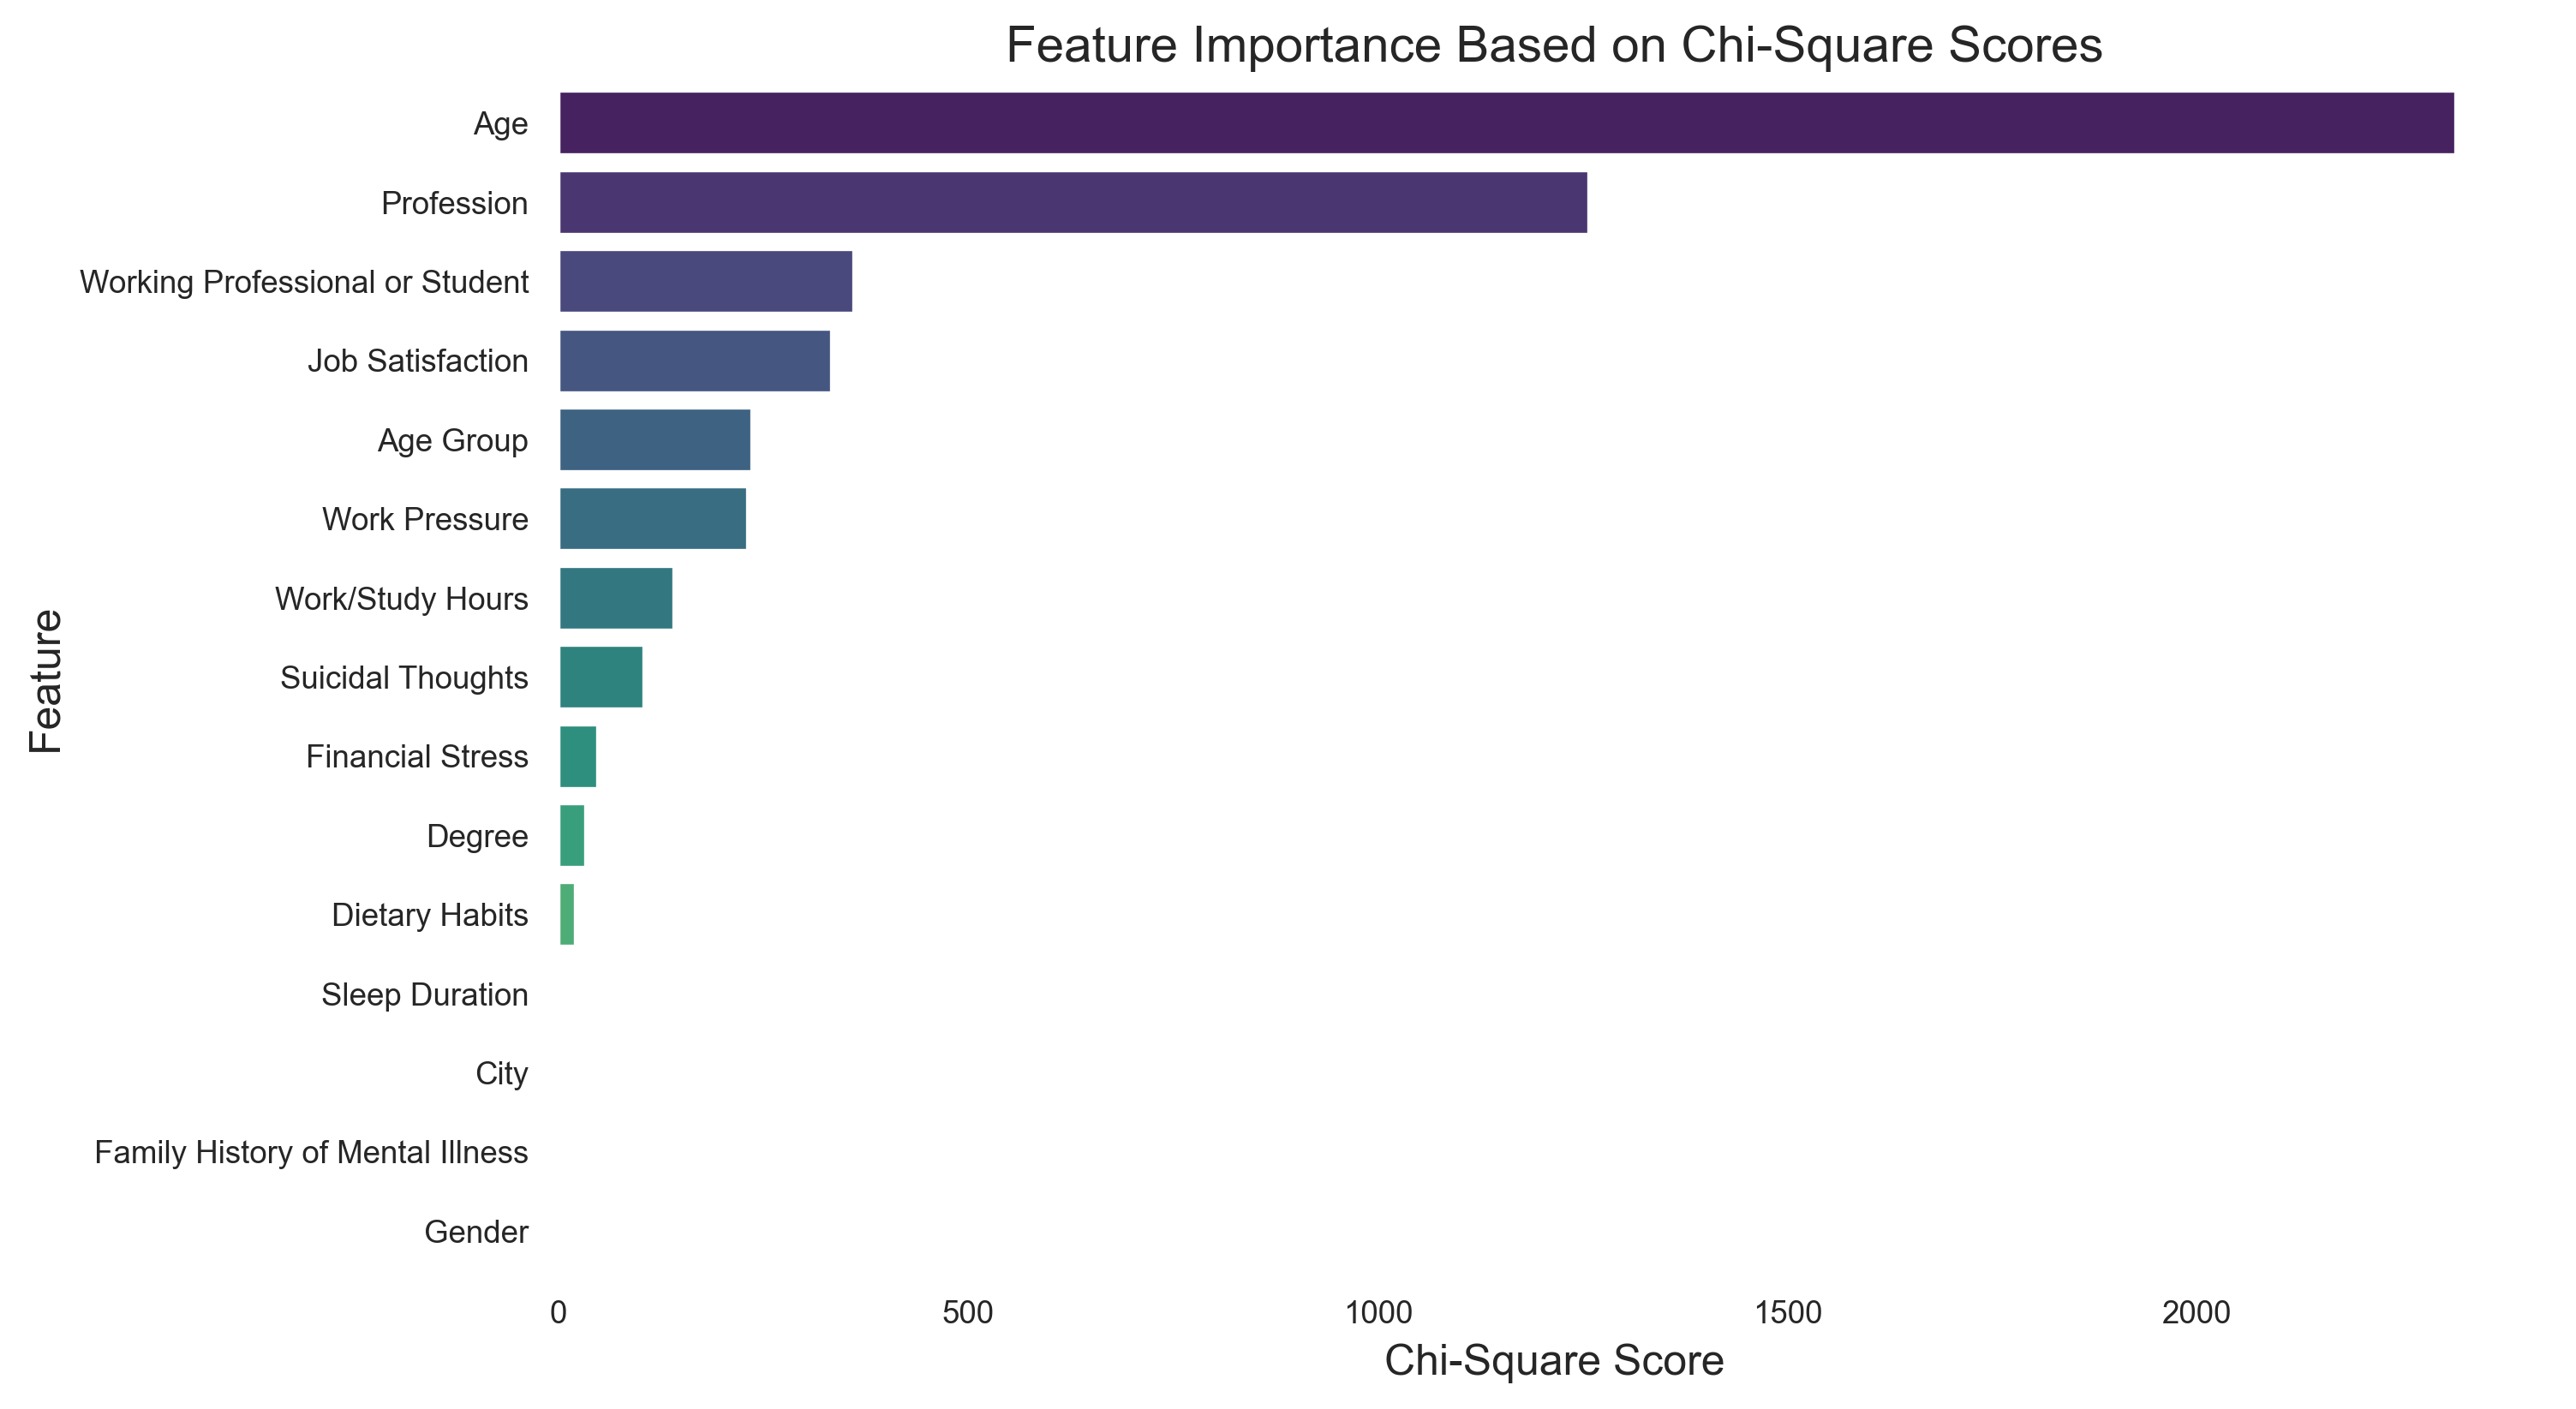 Feature Importance Based on Chi-Square Scores
Age
Profession
Working Professional or Student
Job Satisfaction
Age Group
Work Pressure
Work/Study Hours
Suicidal Thoughts
Financial Stress
Degree
Dietary Habits
Sleep Duration
City
Family History of Mental Illness
Gender
Feature
0 500 1000 1500 2000
Chi-Square Score